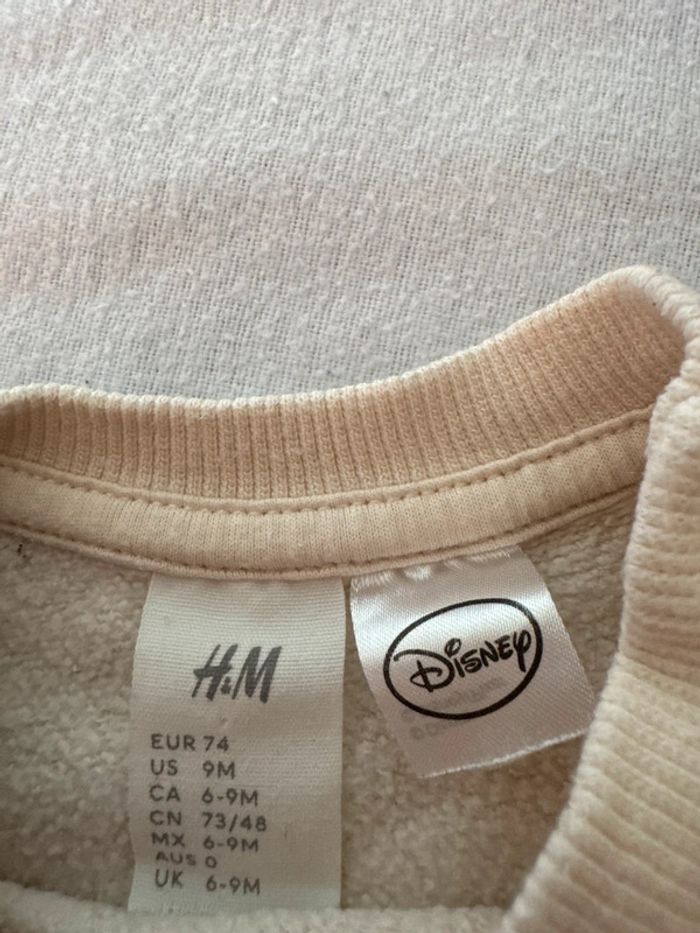 H&M
EUR 74
US 9M
CA 6-9M
CN 73/48
MX 6-9M
AUS 0
UK 6-9M
Disney